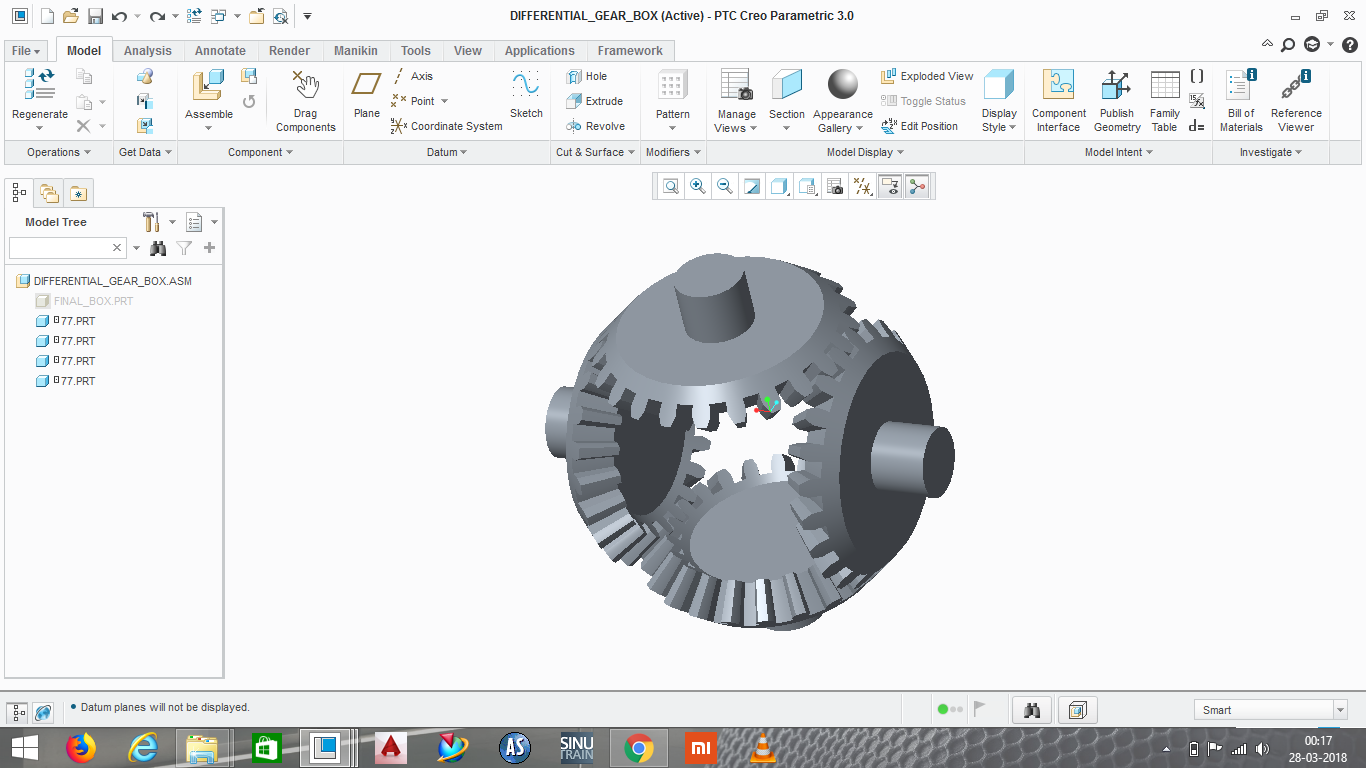 DIFFERENTIAL_GEAR_BOX (Active) - PTC Creo Parametric 3.0
File Model Analysis Annotate Render Manikin Tools View Applications Framework
Regenerate
Assemble
Drag Components
Plane
Axis
Point
Coordinate System
Sketch
Hole
Extrude
Revolve
Pattern
Manage Views
Section
Appearance Gallery
Exploded View
Toggle Status
Edit Position
Display Style
Component Interface
Publish Geometry
Family Table
d=
Bill of Materials
Reference Viewer
Operations Get Data Component Datum Cut & Surface Modifiers Model Display Model Intent Investigate
Model Tree
DIFFERENTIAL_GEAR_BOX.ASM
FINAL_BOX.PRT
77.PRT
77.PRT
77.PRT
77.PRT
Datum planes will not be displayed.
Smart
AS
SINU
TRAIN
mi
00:17
28-03-2018